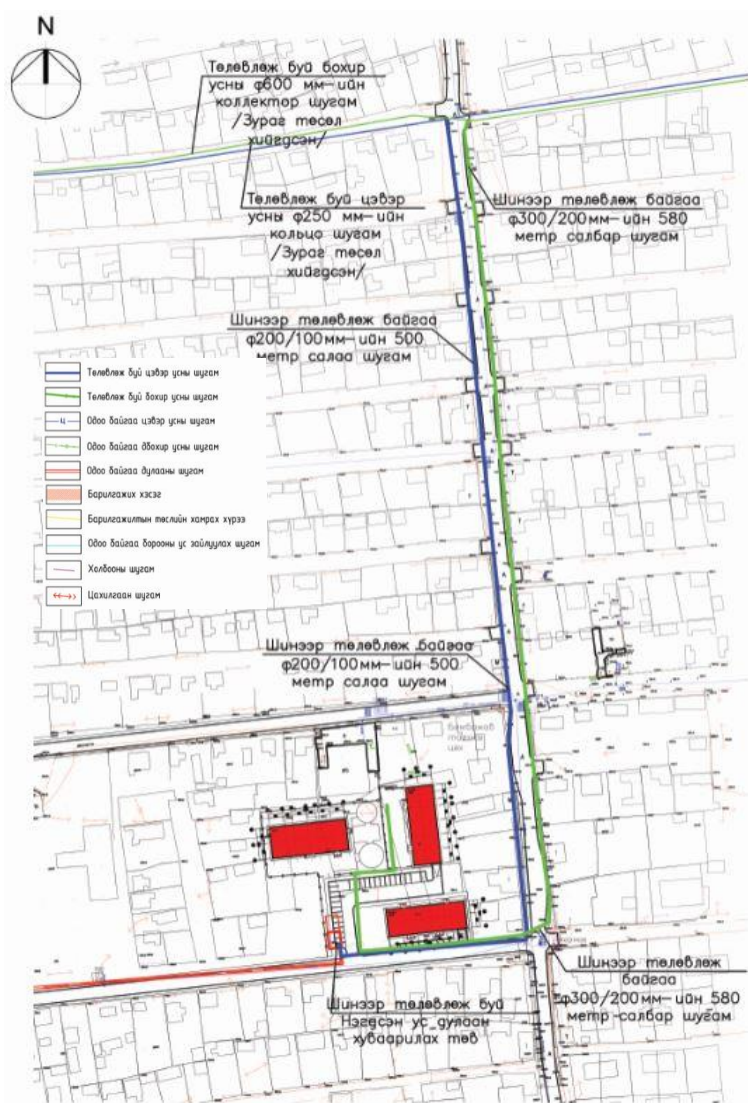 N
Төлөвлөж буй бохир
усны ф600 мм-ийн
коллектор шугам
/Зураг төсөл
хийгдсэн/
Төлөвлөж буй цэвэр
усны ф250 мм-ийн
кольцо шугам
/Зураг төсөл
хийгдсэн/
Шинээр төлөвлөж байгаа
ф300/200мм-ийн 580
метр салбар шугам
Шинээр төлөвлөж байгаа
ф200/100мм-ийн 500
метр салаа шугам
Төлөвлөж буй цэвэр усны шугам
Төлөвлөж буй бохир усны шугам
Ц
Одоо байгаа цэвэр усны шугам
Одоо байгаа дбохир усны шугам
Одоо байгаа дулааны шугам
Барилгажих хэсэг
Барилгажилтын төслийн хамрах хүрээ
Одоо байгаа борооны ус зайлуулах шугам
Холбооны шугам
Цахилгаан шугам
Шинээр төлөвлөж байгаа
ф200/100мм-ийн 500
метр салаа шугам
цех
Шинээр төлөвлөж
байгаа
ф300/200мм-ийн 580
метр салбар шугам
Шинээр төлөвлөж буй
Нэгдсэн ус дулаан
хуваарилах төв